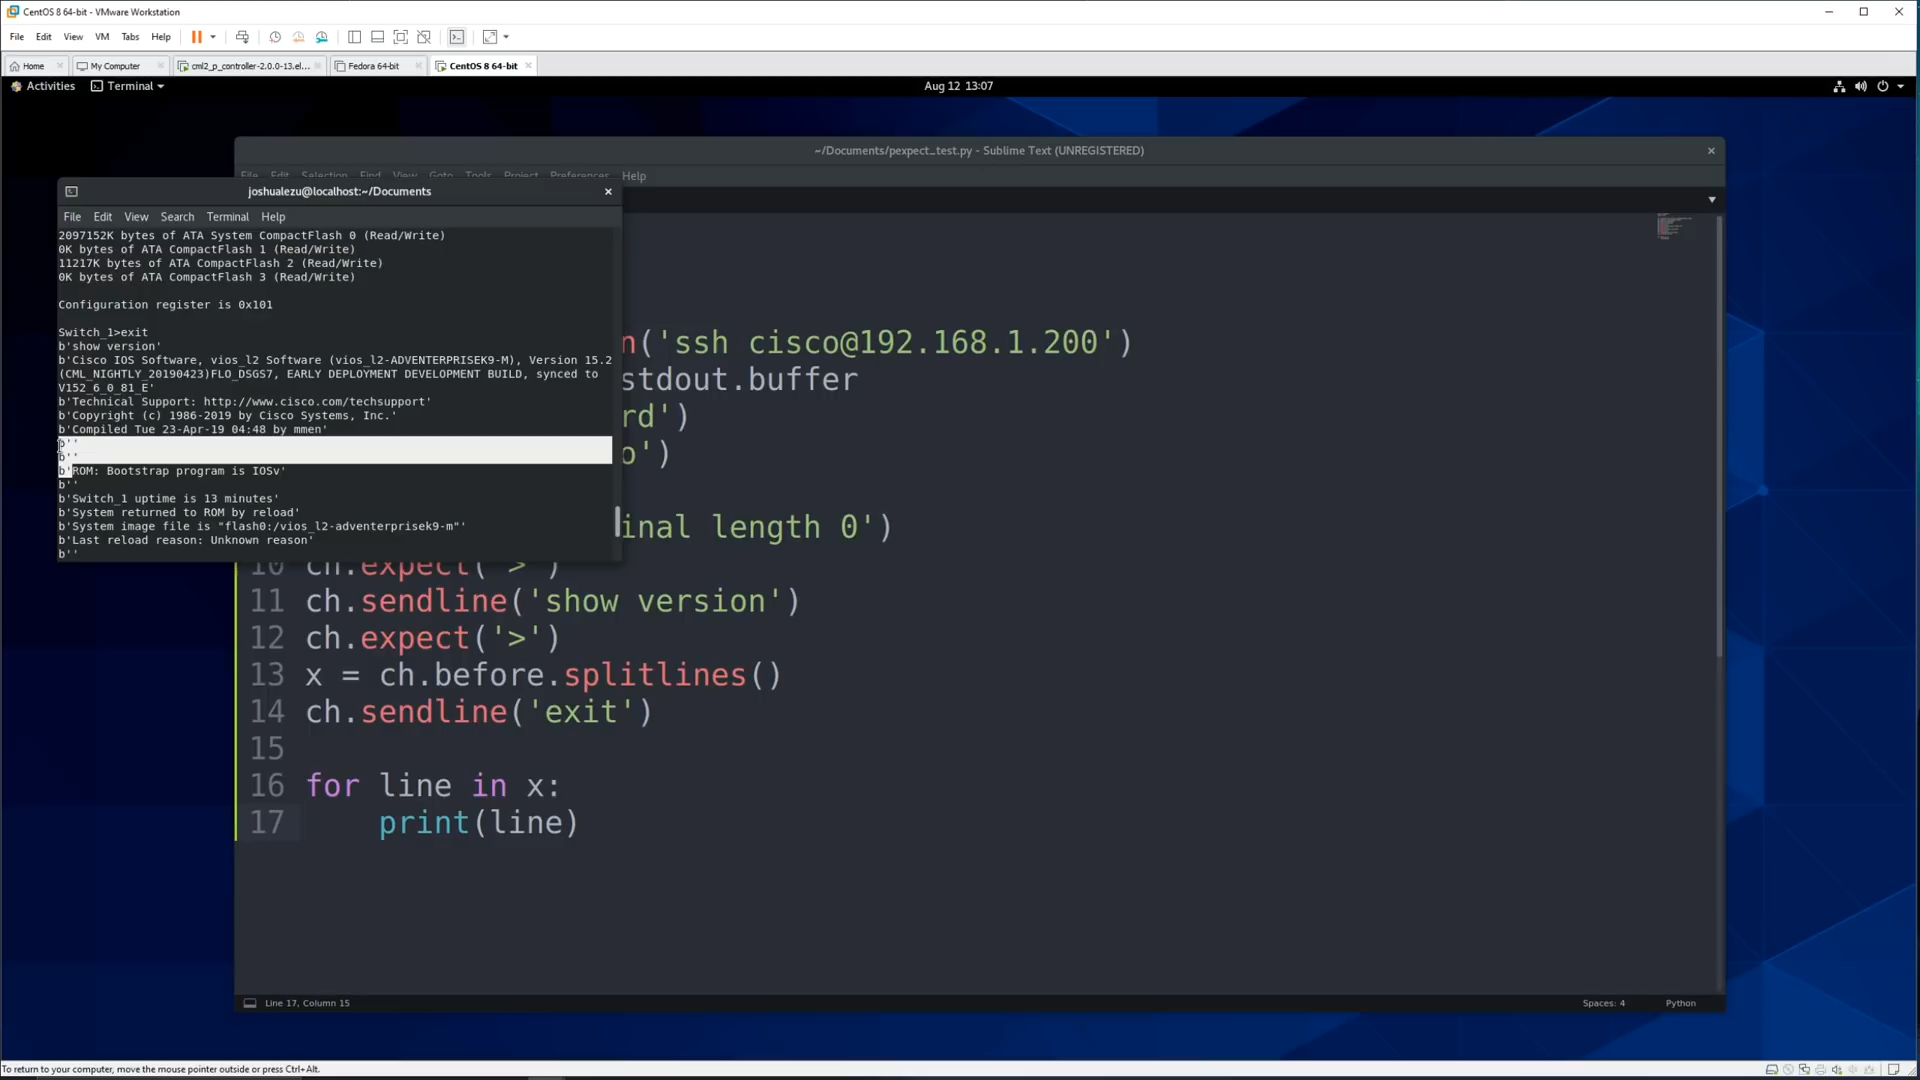 CentOS 8 64-bit - VMware Workstation
File Edit View VM Tabs Help
Home My Computer cml2_p_controller-2.0.0-13.el... Fedora 64-bit CentOS 8 64-bit
Activities Terminal Aug 12 13:07
~/Documents/pexpect_test.py - Sublime Text (UNREGISTERED)
File Edit Selection Find View Goto Tools Project Preferences Help
joshualezu@localhost:~/Documents
File Edit View Search Terminal Help
2097152K bytes of ATA System CompactFlash 0 (Read/Write)
0K bytes of ATA CompactFlash 1 (Read/Write)
11217K bytes of ATA CompactFlash 2 (Read/Write)
0K bytes of ATA CompactFlash 3 (Read/Write)
Configuration register is 0x101
Switch_1>exit
b'show version'
b'Cisco IOS Software, vios_l2 Software (vios_l2-ADVENTERPRISEK9-M), Version 15.2
(CML_NIGHTLY_20190423)FLO_DSGS7, EARLY DEPLOYMENT DEVELOPMENT BUILD, synced to
V152_6_0_81_E'
b'Technical Support: http://www.cisco.com/techsupport'
b'Copyright (c) 1986-2019 by Cisco Systems, Inc.'
b'Compiled Tue 23-Apr-19 04:48 by mmen'
b''
b''
b'ROM: Bootstrap program is IOSv'
b''
b'Switch_1 uptime is 13 minutes'
b'System returned to ROM by reload'
b'System image file is "flash0:/vios_l2-adventerprisek9-m"'
b'Last reload reason: Unknown reason'
b''
n('ssh cisco@192.168.1.200')
stdout.buffer
rd')
o')
inal length 0')
10 ch.expect('>')
11 ch.sendline('show version')
12 ch.expect('>')
13 x = ch.before.splitlines()
14 ch.sendline('exit')
15
16 for line in x:
17 print(line)
Line 17, Column 15 Spaces: 4 Python
To return to your computer, move the mouse pointer outside or press Ctrl+Alt.